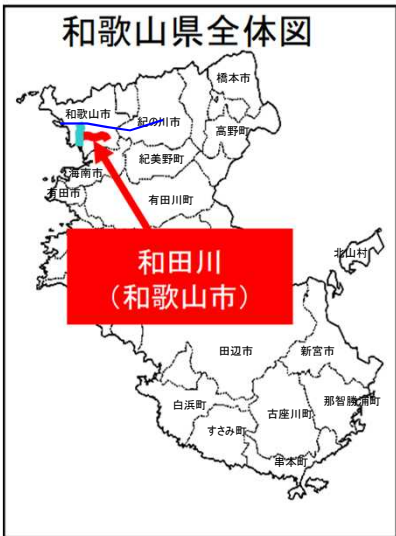 和歌山県全体図
橋本市
和歌山市
紀の川市
高野町
紀美野町
海南市
有田市
有田川町
和田川
（和歌山市）
北山村
田辺市
新宮市
白浜町
古座川町
那智勝浦町
すさみ町
串本町